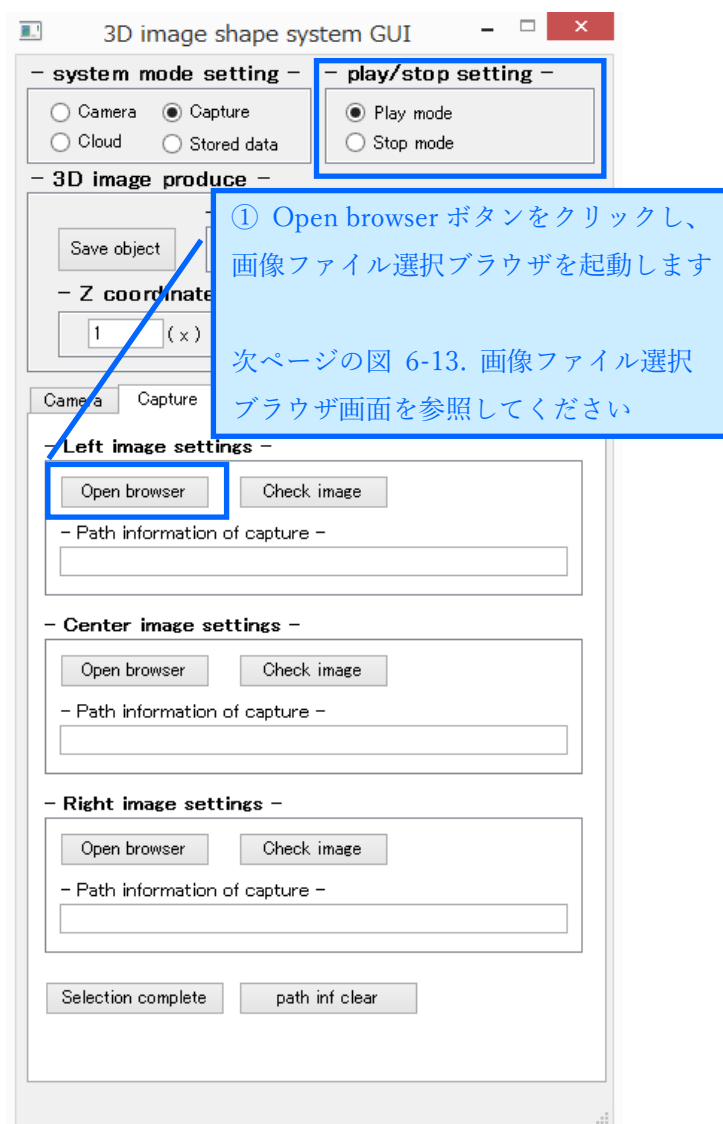 3D image shape system GUI
- system mode setting -
Camera Capture
Cloud Stored data
- play/stop setting -
Play mode
Stop mode
- 3D image produce -
Save object
- Z coordinate
1 (x)
① Open browser ボタンをクリックし、
画像ファイル選択ブラウザを起動します
次ページの図 6-13. 画像ファイル選択
ブラウザ画面を参照してください
Camera Capture
- Left image settings -
Open browser Check image
- Path information of capture -
- Center image settings -
Open browser Check image
- Path information of capture -
- Right image settings -
Open browser Check image
- Path information of capture -
Selection complete path inf clear